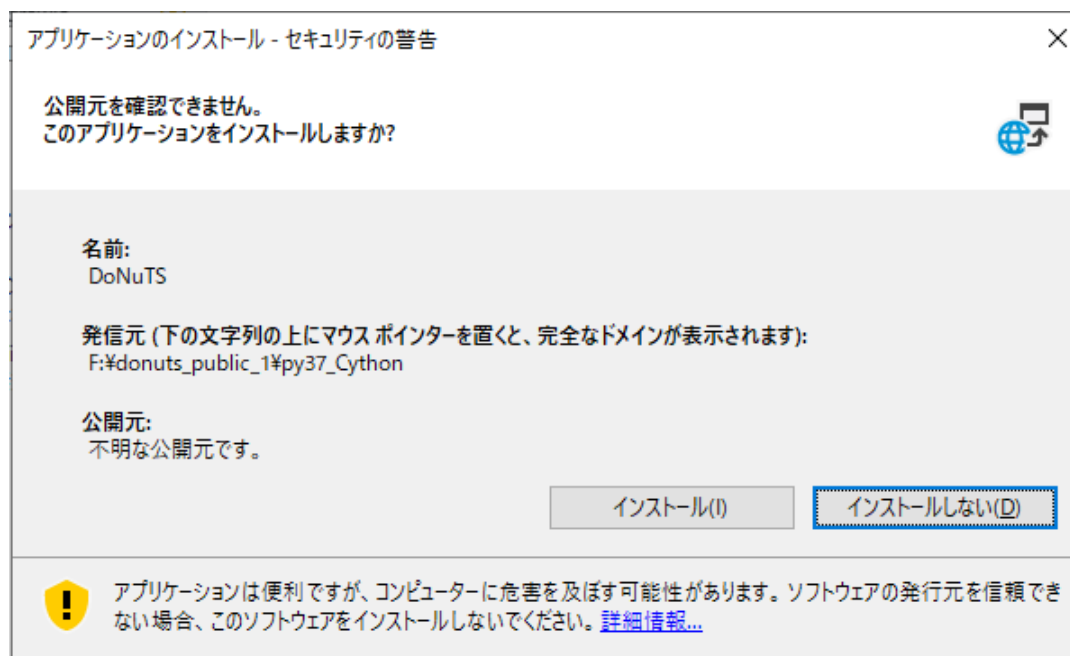 アプリケーションのインストール - セキュリティの警告
公開元を確認できません。
このアプリケーションをインストールしますか?
名前:
DoNuTS
発信元 (下の文字列の上にマウス ポインターを置くと、完全なドメインが表示されます):
F:¥donuts_public_1¥py37_Cython
公開元:
不明な公開元です。
インストール(I)
インストールしない(D)
アプリケーションは便利ですが、コンピューターに危害を及ぼす可能性があります。ソフトウェアの発行元を信頼でき
ない場合、このソフトウェアをインストールしないでください。詳細情報...